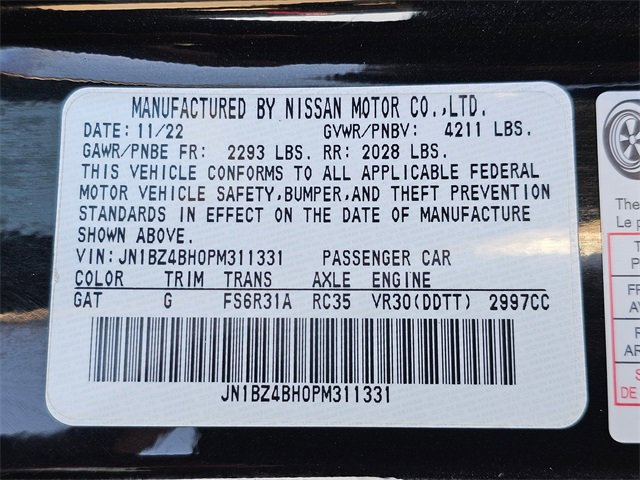 MANUFACTURED BY NISSAN MOTOR CO.,LTD.
DATE: 11/22 GVWR/PNBV: 4211 LBS.
GAWR/PNBE FR: 2293 LBS. RR: 2028 LBS.
THIS VEHICLE CONFORMS TO ALL APPLICABLE FEDERAL
MOTOR VEHICLE SAFETY,BUMPER,AND THEFT PREVENTION
STANDARDS IN EFFECT ON THE DATE OF MANUFACTURE
SHOWN ABOVE.
VIN: JN1BZ4BH0PM311331 PASSENGER CAR
COLOR TRIM TRANS AXLE ENGINE
GAT G FS6R31A RC35 VR30(DDTT) 2997CC
JN1BZ4BH0PM311331
The
Le p